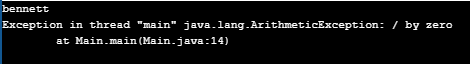 bennett
Exception in thread "main" java.lang.ArithmeticException: / by zero
at Main.main(Main.java:14)